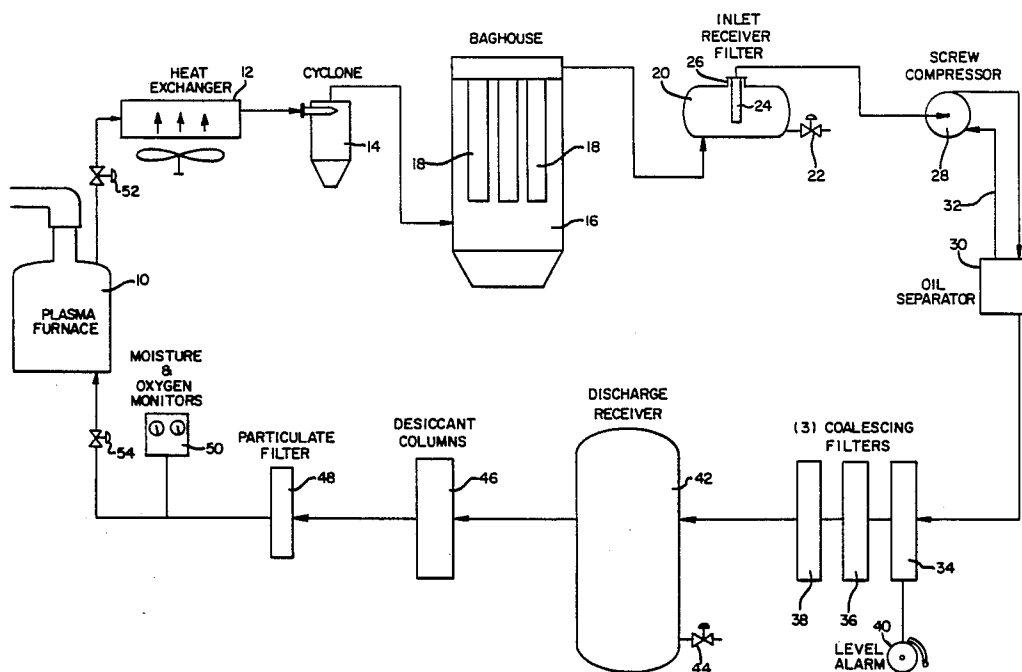 HEAT
EXCHANGER
12
CYCLONE
14
BAGHOUSE
18
18
16
INLET
RECEIVER
FILTER
26
20
24
22
SCREW
COMPRESSOR
28
32
30
OIL
SEPARATOR
52
10
PLASMA
FURNACE
MOISTURE
&
OXYGEN
MONITORS
50
54
PARTICULATE
FILTER
48
DESICCANT
COLUMNS
46
DISCHARGE
RECEIVER
42
44
(3) COALESCING
FILTERS
38
36
34
40
LEVEL
ALARM